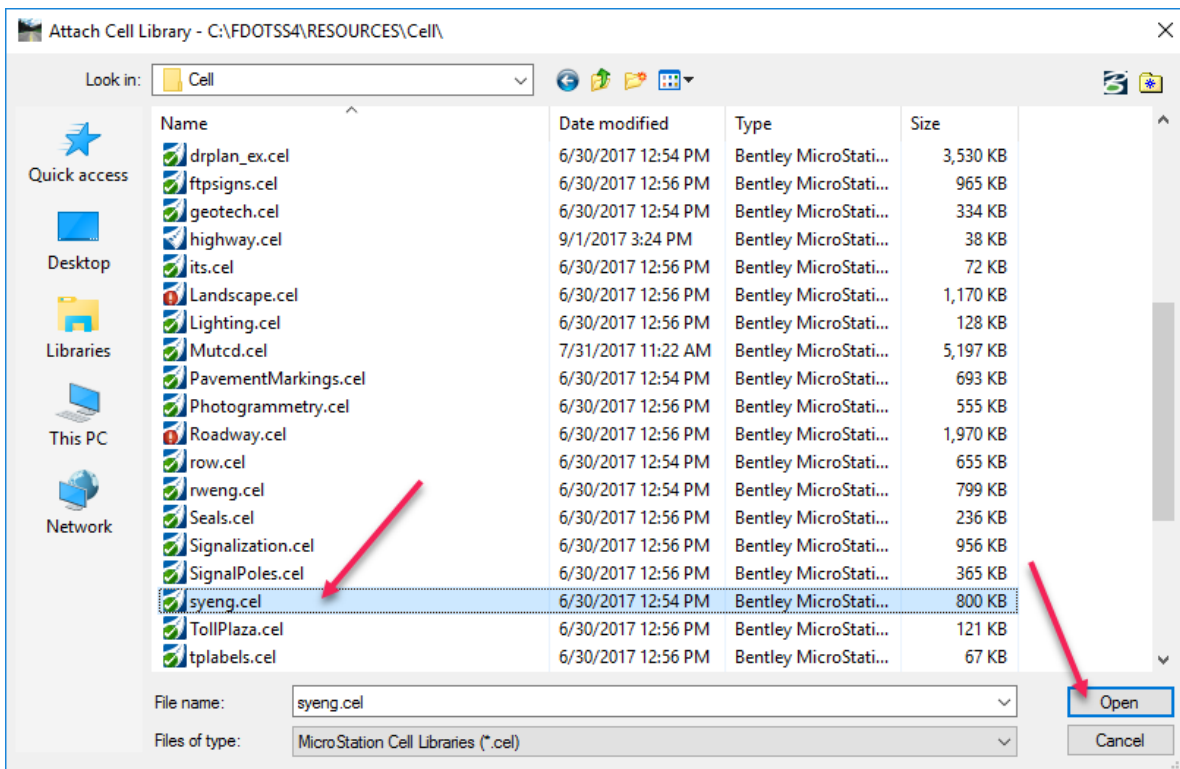 Attach Cell Library - C:\FDOTSS4\RESOURCES\Cell\
Look in: Cell
Quick access
Desktop
Libraries
This PC
Network
Name Date modified Type Size
drplan_ex.cel 6/30/2017 12:54 PM Bentley MicroStati... 3,530 KB
ftpsigns.cel 6/30/2017 12:56 PM Bentley MicroStati... 965 KB
geotech.cel 6/30/2017 12:54 PM Bentley MicroStati... 334 KB
highway.cel 9/1/2017 3:24 PM Bentley MicroStati... 38 KB
its.cel 6/30/2017 12:56 PM Bentley MicroStati... 72 KB
Landscape.cel 6/30/2017 12:56 PM Bentley MicroStati... 1,170 KB
Lighting.cel 6/30/2017 12:56 PM Bentley MicroStati... 128 KB
Mutcd.cel 7/31/2017 11:22 AM Bentley MicroStati... 5,197 KB
PavementMarkings.cel 6/30/2017 12:54 PM Bentley MicroStati... 693 KB
Photogrammetry.cel 6/30/2017 12:56 PM Bentley MicroStati... 555 KB
Roadway.cel 6/30/2017 12:54 PM Bentley MicroStati... 1,970 KB
row.cel 6/30/2017 12:54 PM Bentley MicroStati... 655 KB
rweng.cel 6/30/2017 12:54 PM Bentley MicroStati... 799 KB
Seals.cel 6/30/2017 12:56 PM Bentley MicroStati... 236 KB
Signalization.cel 6/30/2017 12:56 PM Bentley MicroStati... 956 KB
SignalPoles.cel 6/30/2017 12:56 PM Bentley MicroStati... 365 KB
syeng.cel 6/30/2017 12:54 PM Bentley MicroStati... 800 KB
TollPlaza.cel 6/30/2017 12:56 PM Bentley MicroStati... 121 KB
tplabels.cel 6/30/2017 12:56 PM Bentley MicroStati... 67 KB
File name: syeng.cel Open
Files of type: MicroStation Cell Libraries (*.cel) Cancel